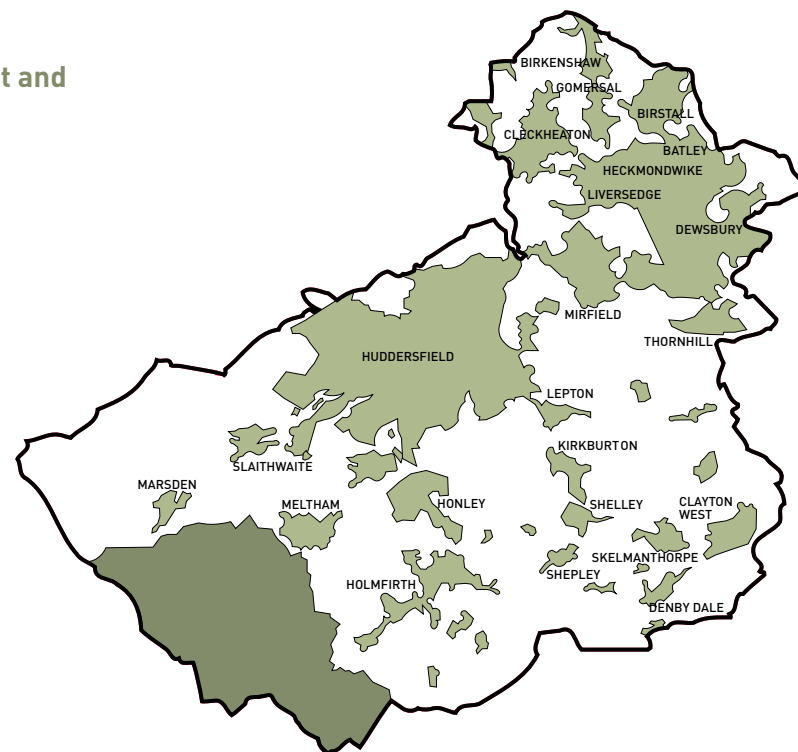 t and
BIRKENSHAW
GOMERSAL
BIRSTALL
CLECKHEATON
BATLEY
HECKMONDWIKE
LIVERSEDGE
DEWSBURY
MIRFIELD
THORNHILL
HUDDERSFIELD
LEPTON
KIRKBURTON
SLAITHWAITE
MARSDEN
MELTHAM
HONLEY
SHELLEY
CLAYTON
WEST
SKELMANTHORPE
SHEPLEY
HOLMFIRTH
DENBY DALE